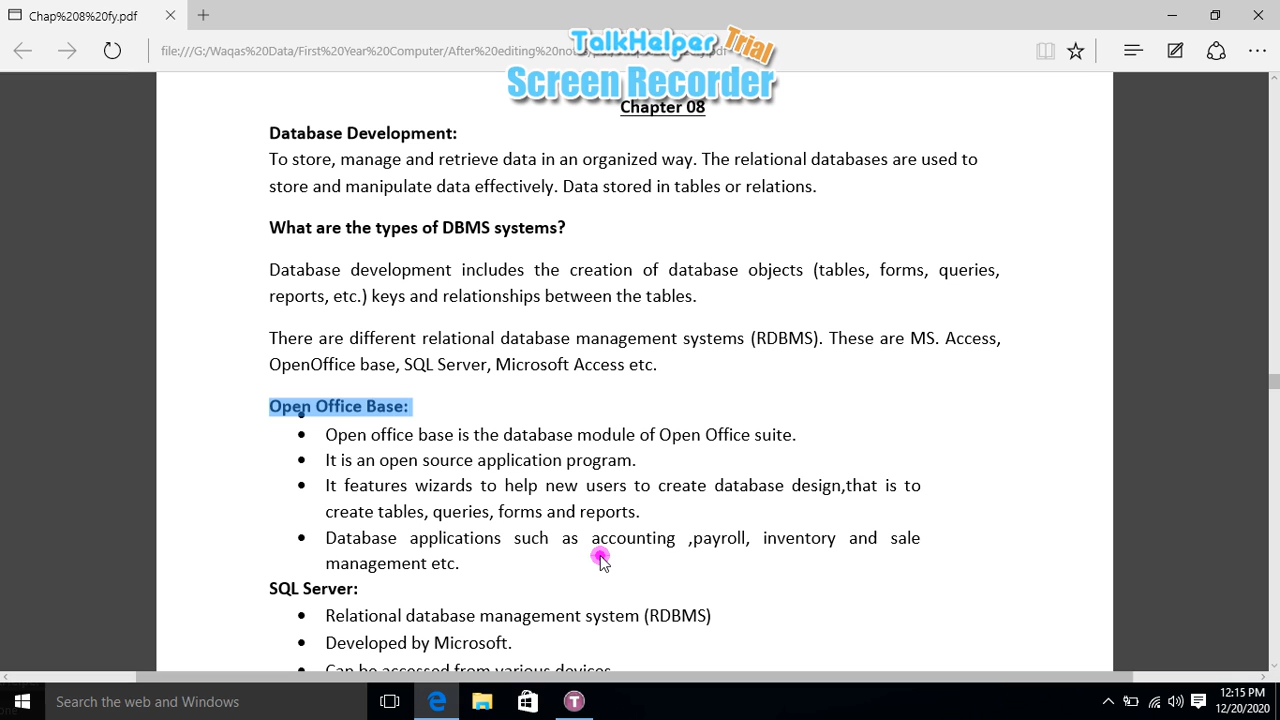 Chap%208%20fy.pdf
TalkHelper Trial
file:///G:/Waqas%20Data/First%20Year%20Computer/After%20editing%20note
Screen Recorder
Chapter 08
Database Development:
To store, manage and retrieve data in an organized way. The relational databases are used to
store and manipulate data effectively. Data stored in tables or relations.
What are the types of DBMS systems?
Database development includes the creation of database objects (tables, forms, queries,
reports, etc.) keys and relationships between the tables.
There are different relational database management systems (RDBMS). These are MS. Access,
OpenOffice base, SQL Server, Microsoft Access etc.
Open Office Base:
• Open office base is the database module of Open Office suite.
• It is an open source application program.
• It features wizards to help new users to create database design,that is to
create tables, queries, forms and reports.
• Database applications such as accounting ,payroll, inventory and sale
management etc.
SQL Server:
• Relational database management system (RDBMS)
• Developed by Microsoft.
• Can be accessed from various devices
Search the web and Windows
12:15 PM
12/20/2020